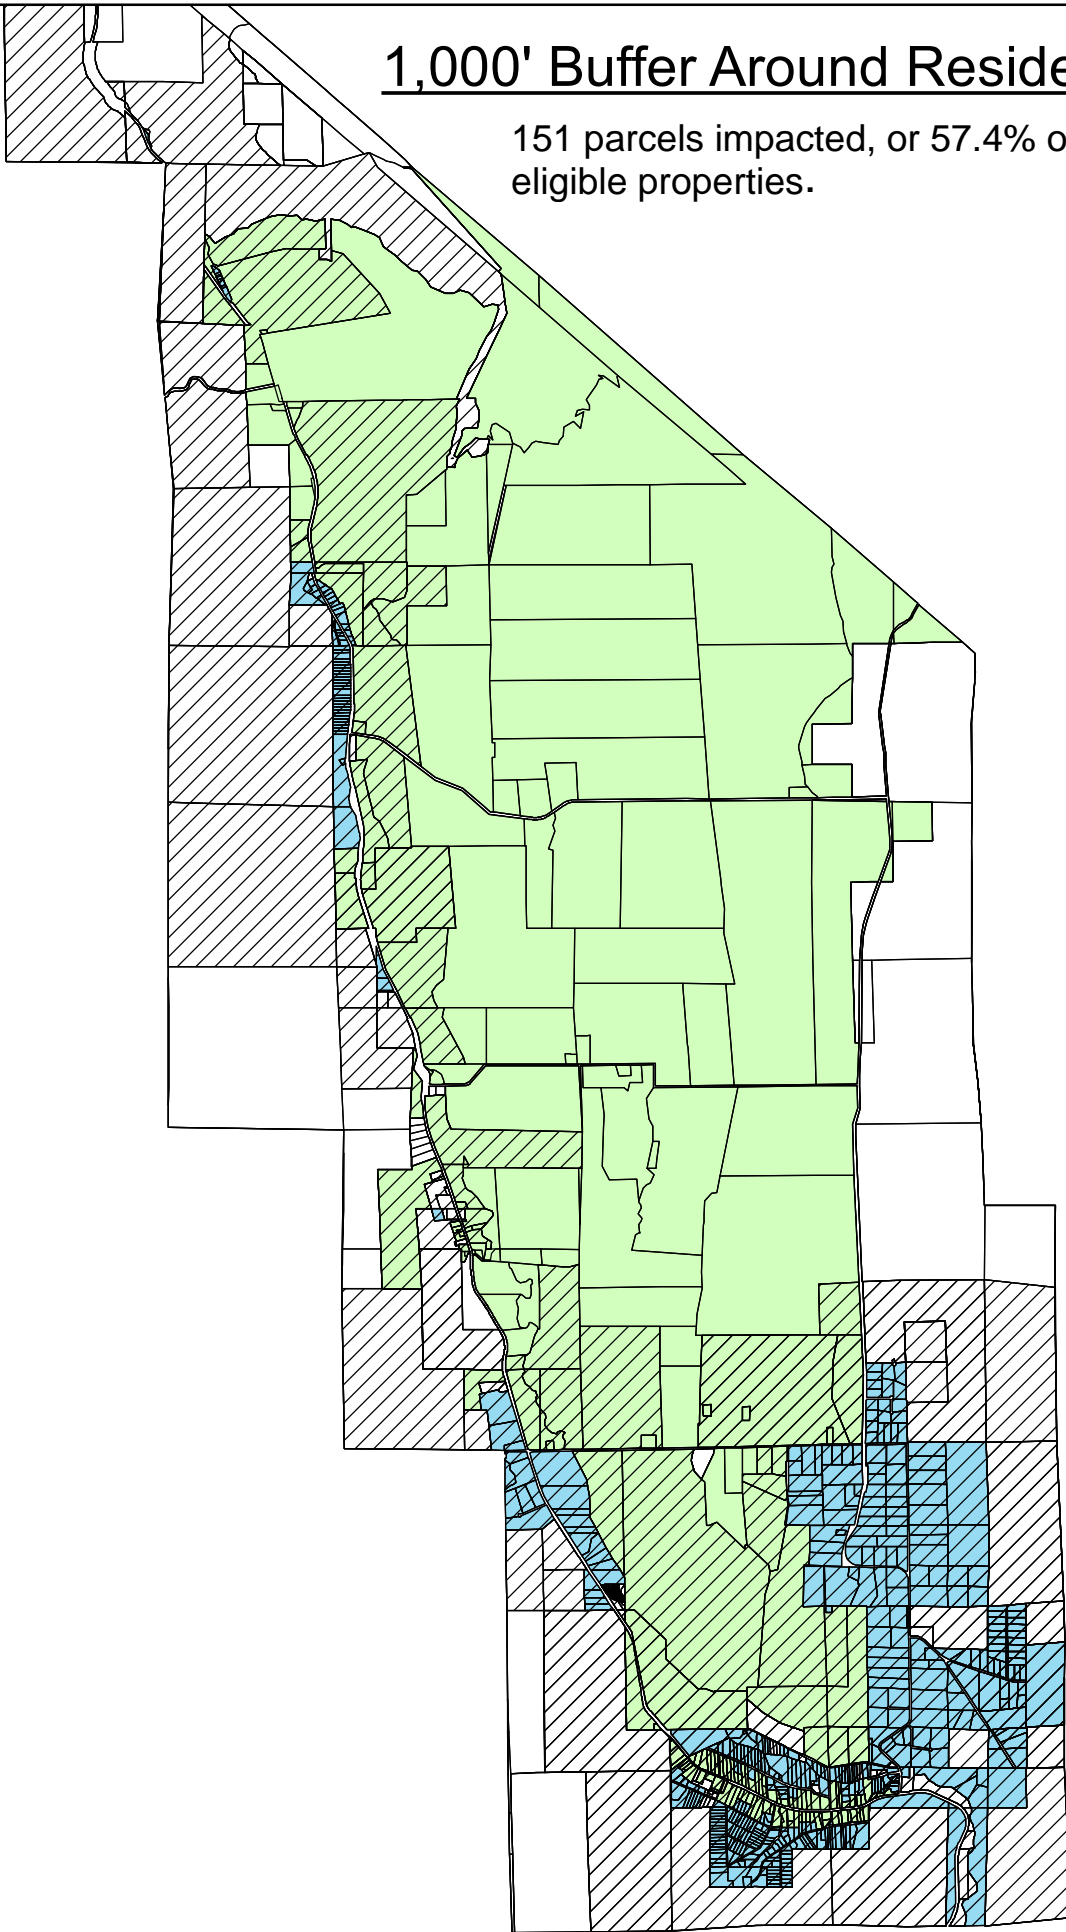 1,000' Buffer Around Reside
151 parcels impacted, or 57.4% o
eligible properties.